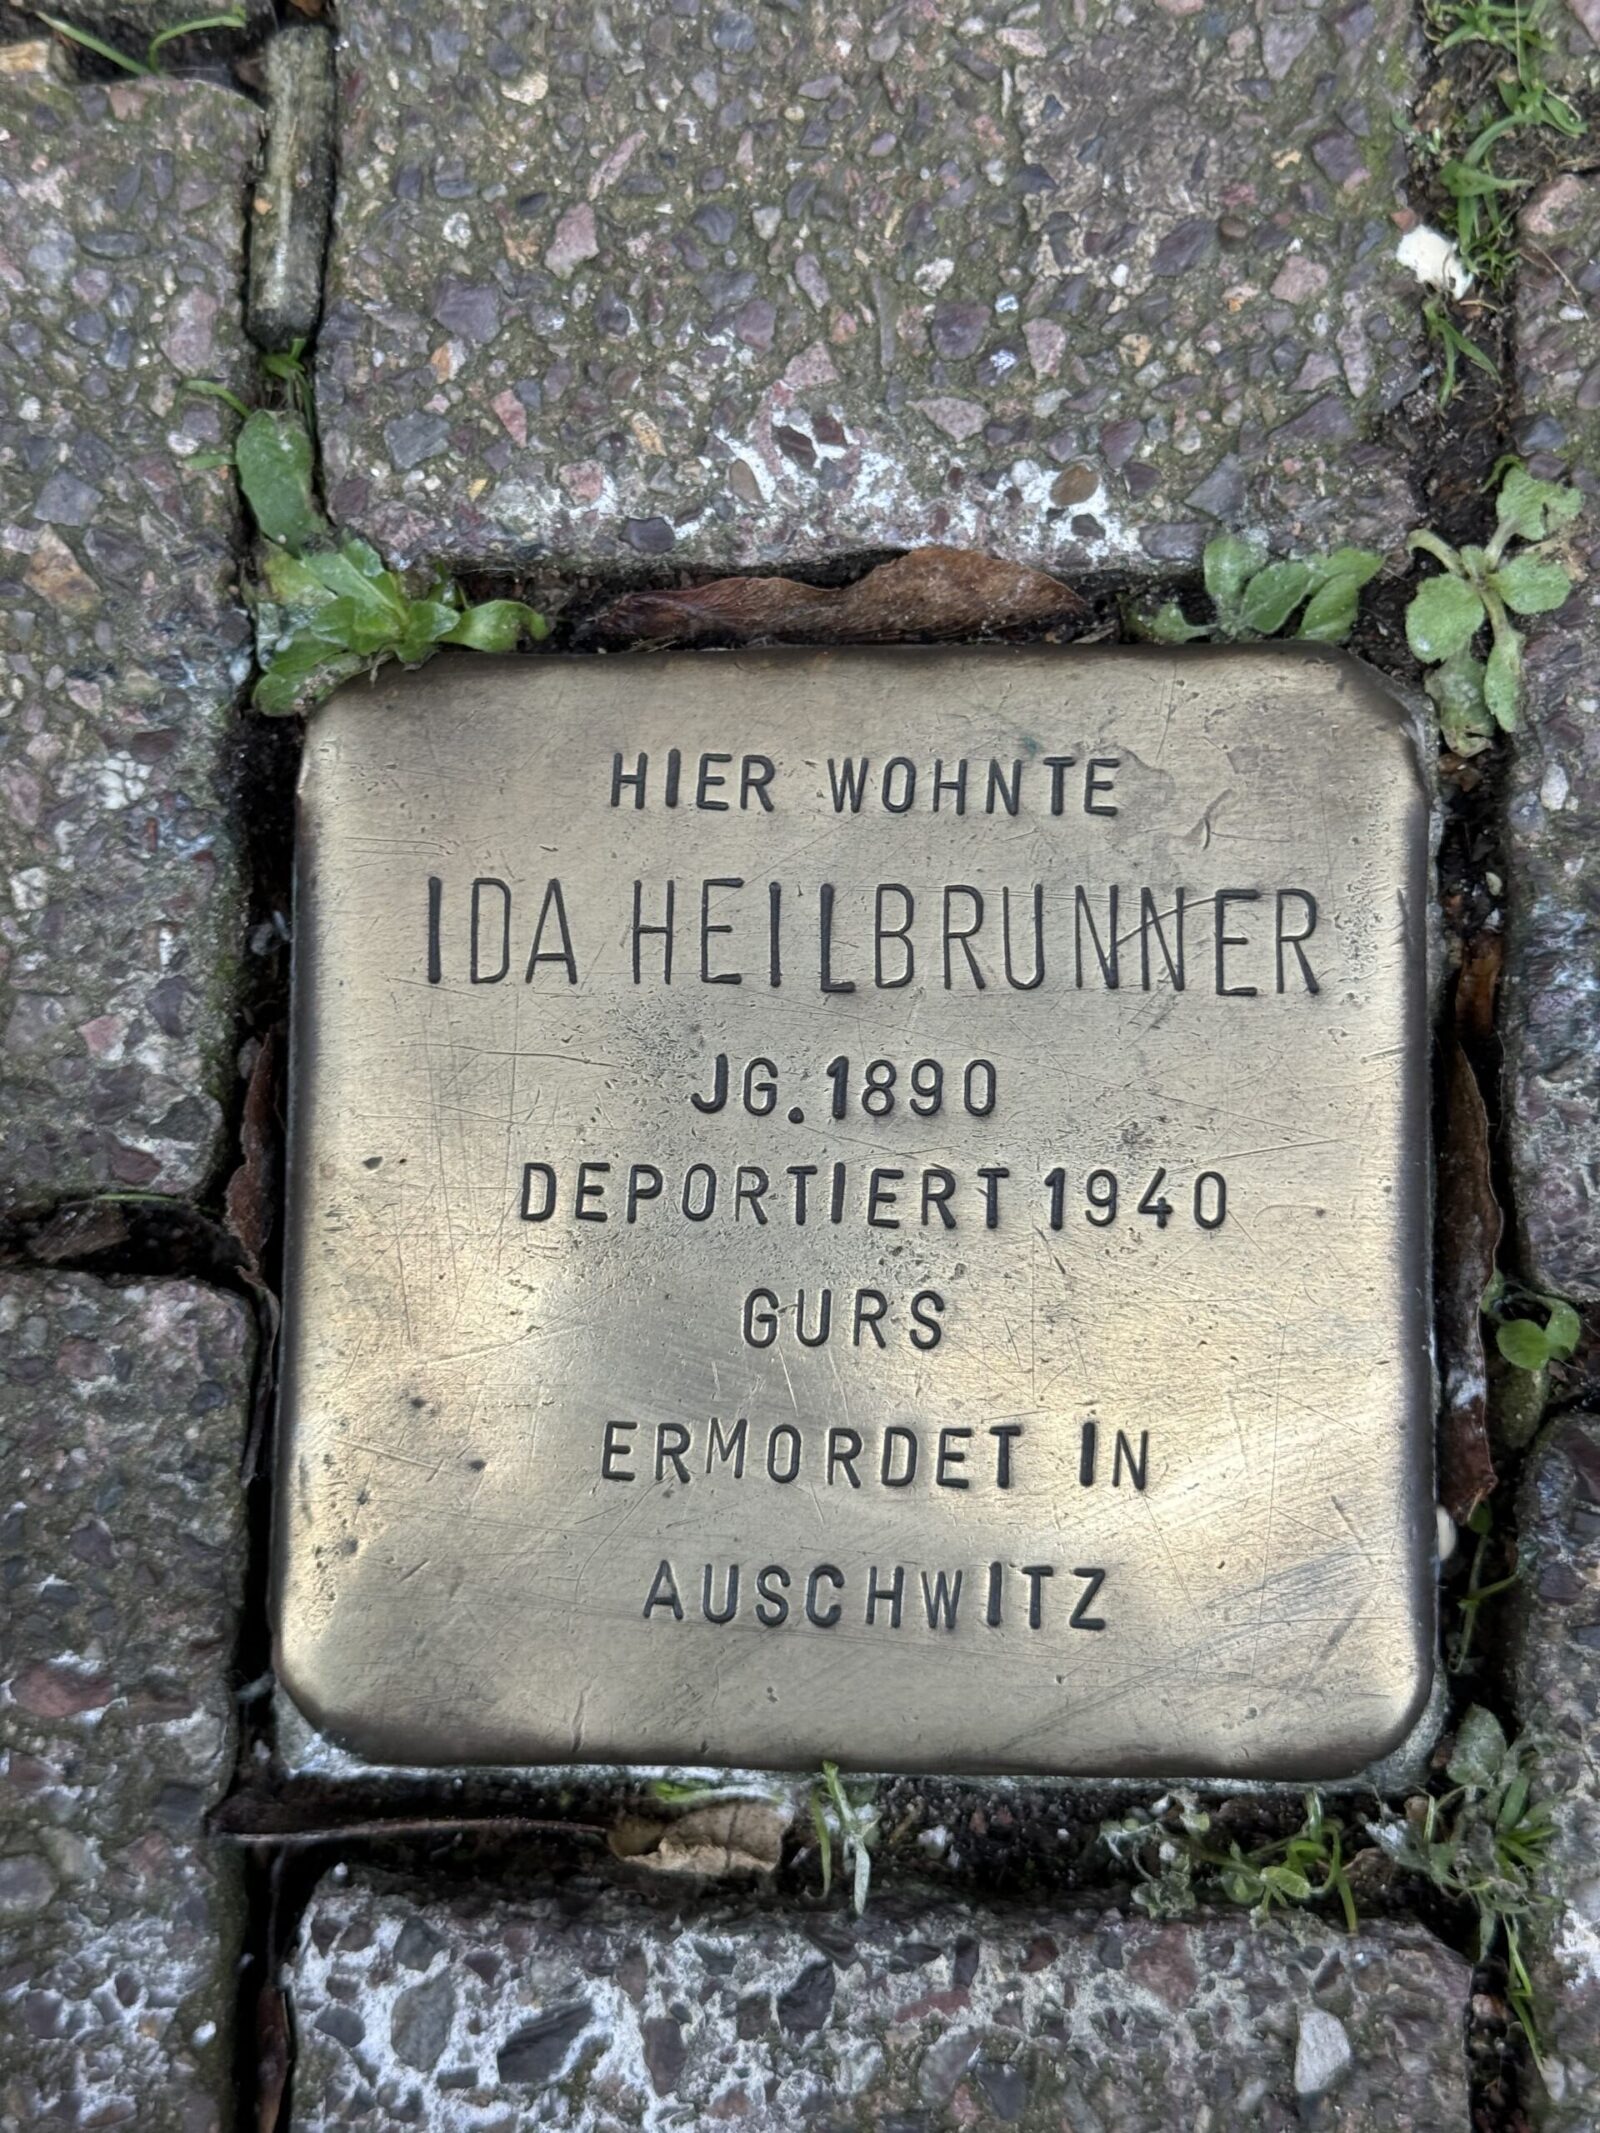 HIER WOHNTE
IDA HEILBRUNNER
JG. 1890
DEPORTIERT 1940
GURS
ERMORDET IN
AUSCHWITZ